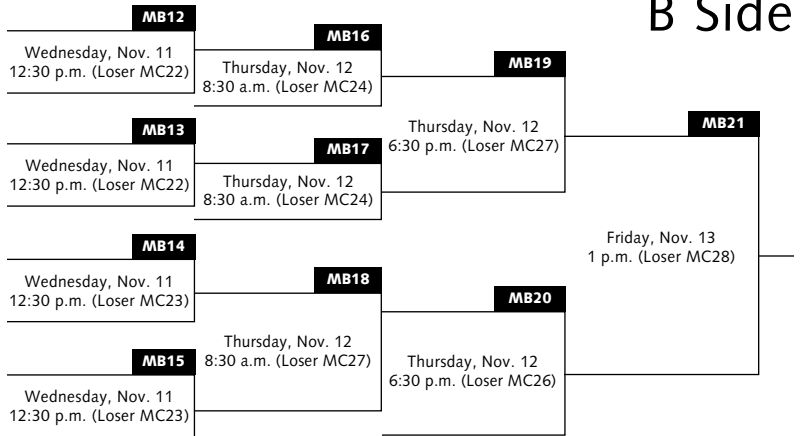 B Side
MB12
Wednesday, Nov. 11
12:30 p.m. (Loser MC22)
MB13
Wednesday, Nov. 11
12:30 p.m. (Loser MC22)
MB14
Wednesday, Nov. 11
12:30 p.m. (Loser MC23)
MB15
Wednesday, Nov. 11
12:30 p.m. (Loser MC23)
MB16
Thursday, Nov. 12
8:30 a.m. (Loser MC24)
MB17
Thursday, Nov. 12
8:30 a.m. (Loser MC24)
MB18
Thursday, Nov. 12
8:30 a.m. (Loser MC27)
MB19
Thursday, Nov. 12
6:30 p.m. (Loser MC27)
MB20
Thursday, Nov. 12
6:30 p.m. (Loser MC26)
MB21
Friday, Nov. 13
1 p.m. (Loser MC28)